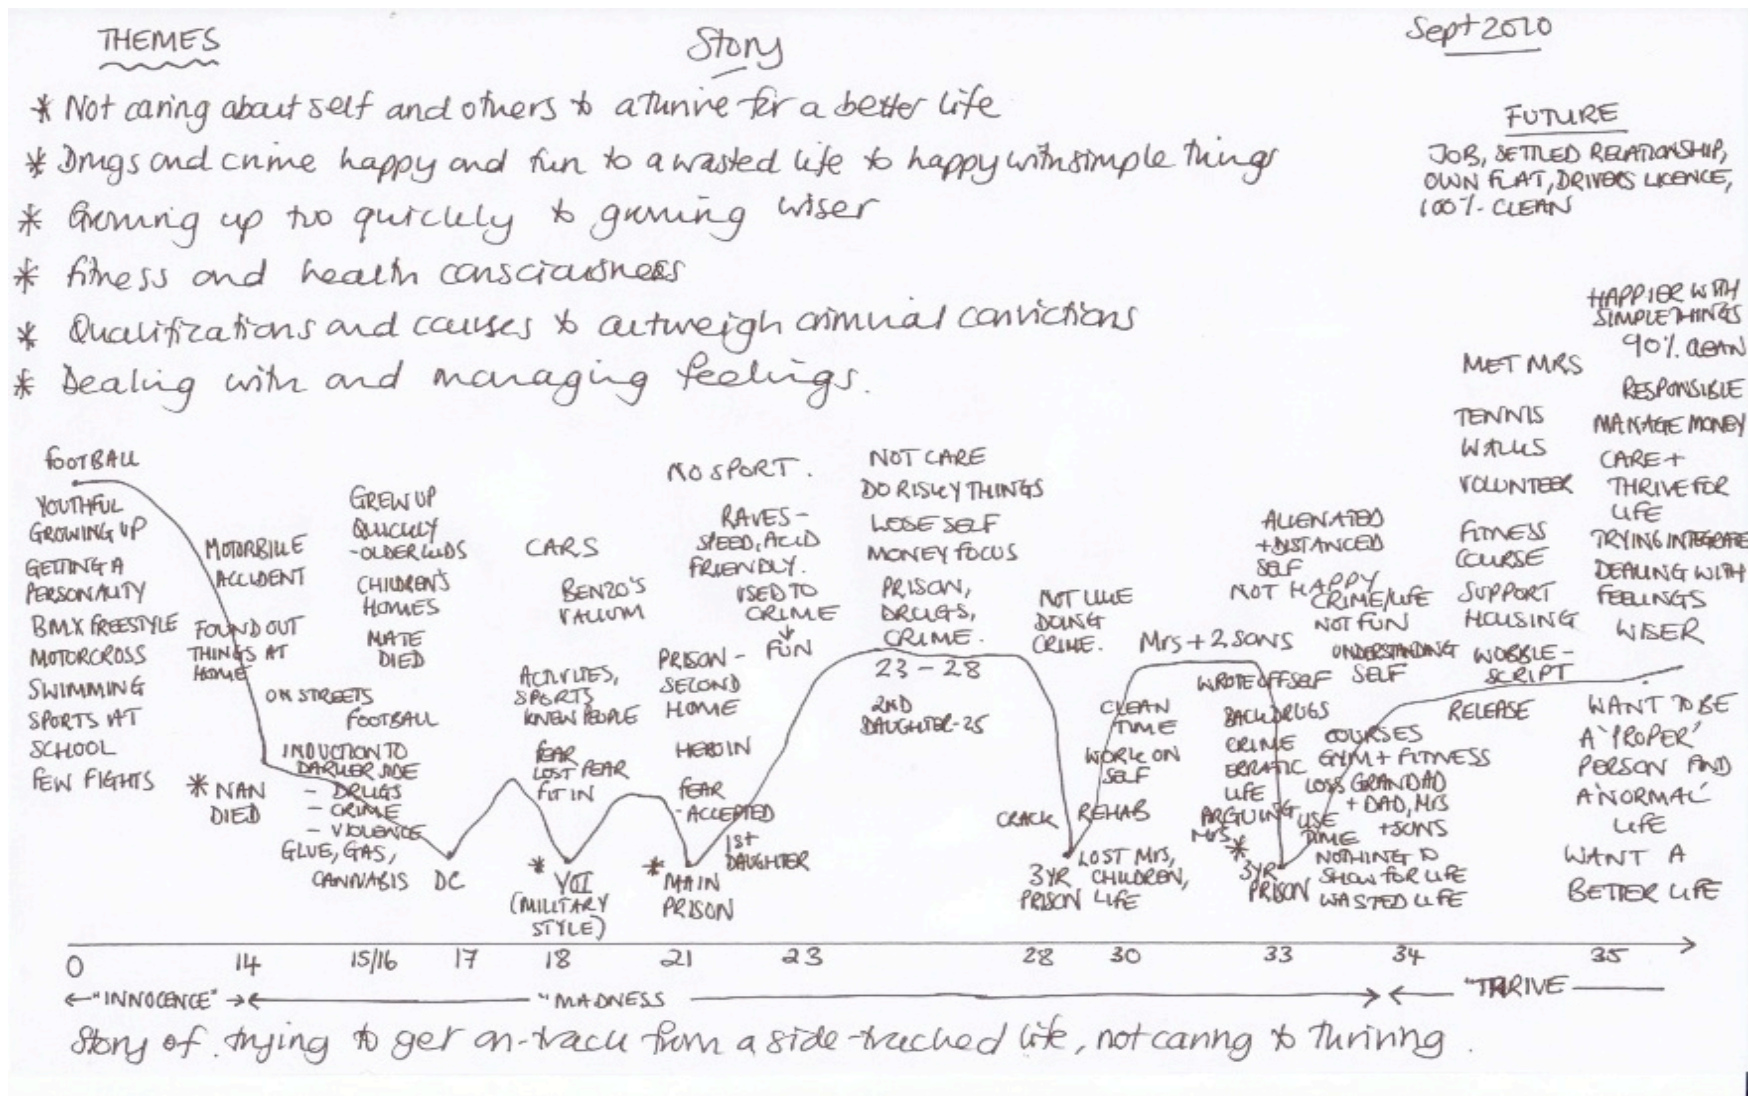 THEMES
Story
Sept 2010
* Not caring about self and others to a thrive for a better life
* Drugs and crime happy and fun to a wasted life to happy with simple things
* Growing up too quickly to growing wiser
* fitness and health consciousness
* Qualifications and courses to outweigh criminal convictions
* Dealing with and managing feelings.
FUTURE
JOB, SETTLED RELATIONSHIP,
OWN FLAT, DRIVERS LICENCE,
100% CLEAN
FOOTBALL
YOUTHFUL
GROWING UP
GETTING A
PERSONALITY
BMX FREESTYLE
MOTORCROSS
SWIMMING
SPORTS AT
SCHOOL
FEW FIGHTS
MOTORBIKE
ACCIDENT
FOUND OUT
THINGS AT
HOME
* NAN
DIED
GREW UP
QUICKLY
-OLDER KIDS
CHILDREN'S
HOMES
MATE
DIED
ON STREETS
FOOTBALL
INDUCTION TO
DARKER SIDE
- DRUGS
- CRIME
- VIOLENCE
GLUE, GAS,
CANNABIS
DC
CARS
BENZO'S
VALIUM
ACTIVITIES,
SPORTS
KNEW PEOPLE
FEAR
LOST FEAR
FIT IN
* YOI
(MILITARY
STYLE)
NO SPORT.
RAVES-
SPEED, ACID
FRIENDLY.
USED TO
CRIME
↓
FUN
PRISON-
SECOND
HOME
HEROIN
FEAR
- ACCEPTED
1st
DAUGHTER
* MAIN
PRISON
NOT CARE
DO RISKY THINGS
LOSE SELF
MONEY FOCUS
PRISON,
DRUGS,
CRIME.
23-28
2ND
DAUGHTER-25
NOT LIKE
DOING
CRIME.
CRACK
3YR
PRISON
LOST MRS,
CHILDREN,
LIFE
Mrs + 2 SONS
CLEAN
TIME
WORK ON
SELF
REHAB
ALIENATED
+DISTANCED
SELF
NOT HAPPY
CRIME/LIFE
NOT FUN
UNDERSTANDING
SELF
WROTE OFF SELF
BACK DRUGS
CRIME
ERRATIC
LIFE
ARGUING
MRS
*
3YR
PRISON
COURSES
GYM + FITNESS
LOSS GRANDAD
+ DAD, MRS
+SONS
USE
TIME
NOTHING TO
SHOW FOR LIFE
WASTED LIFE
MET MRS
TENNIS
WALKS
VOLUNTEER
FITNESS
COURSE
SUPPORT
HOUSING
WOBBLE-
SCRIPT
RELEASE
HAPPIER WITH
SIMPLE THINGS
90% CLEAN
RESPONSIBLE
MANAGE MONEY
CARE +
THRIVE FOR
LIFE
TRYING INTEGRATE
DEALING WITH
FEELINGS
WISER
WANT TO BE
A 'PROPER'
PERSON AND
A 'NORMAL'
LIFE
WANT A
BETTER LIFE
0 14 15/16 17 18 21 23 28 30 33 34 35
←"INNOCENCE"→ ← "MADNESS → ← "THRIVE
Story of trying to get on-track from a side-tracked life, not caring to thriving.